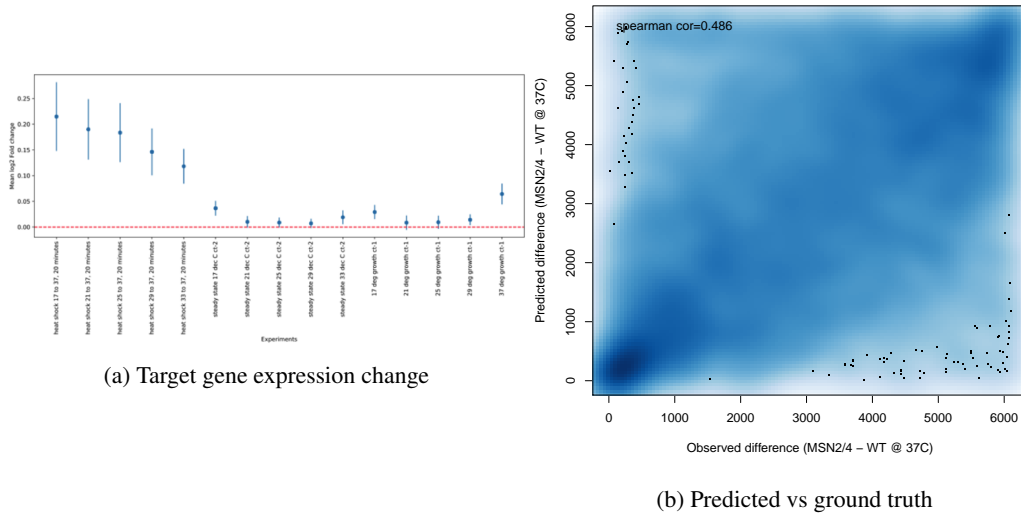 0.25
0.20
0.15
0.10
0.05
0.00
Mean log2 Fold change
heat shock 17 to 37, 20 minutes
heat shock 21 to 37, 20 minutes
heat shock 25 to 37, 20 minutes
heat shock 29 to 37, 20 minutes
heat shock 33 to 37, 20 minutes
steady state 17 dec C ct-2
steady state 21 dec C ct-2
steady state 25 dec C ct-2
steady state 29 dec C ct-2
steady state 33 dec C ct-2
17 deg growth ct-1
21 deg growth ct-1
25 deg growth ct-1
29 deg growth ct-1
37 deg growth ct-1
Experiments
(a) Target gene expression change
spearman cor=0.486
6000
5000
4000
3000
2000
1000
0
Predicted difference (MSN2/4 − WT @ 37C)
0 1000 2000 3000 4000 5000 6000
Observed difference (MSN2/4 − WT @ 37C)
(b) Predicted vs ground truth